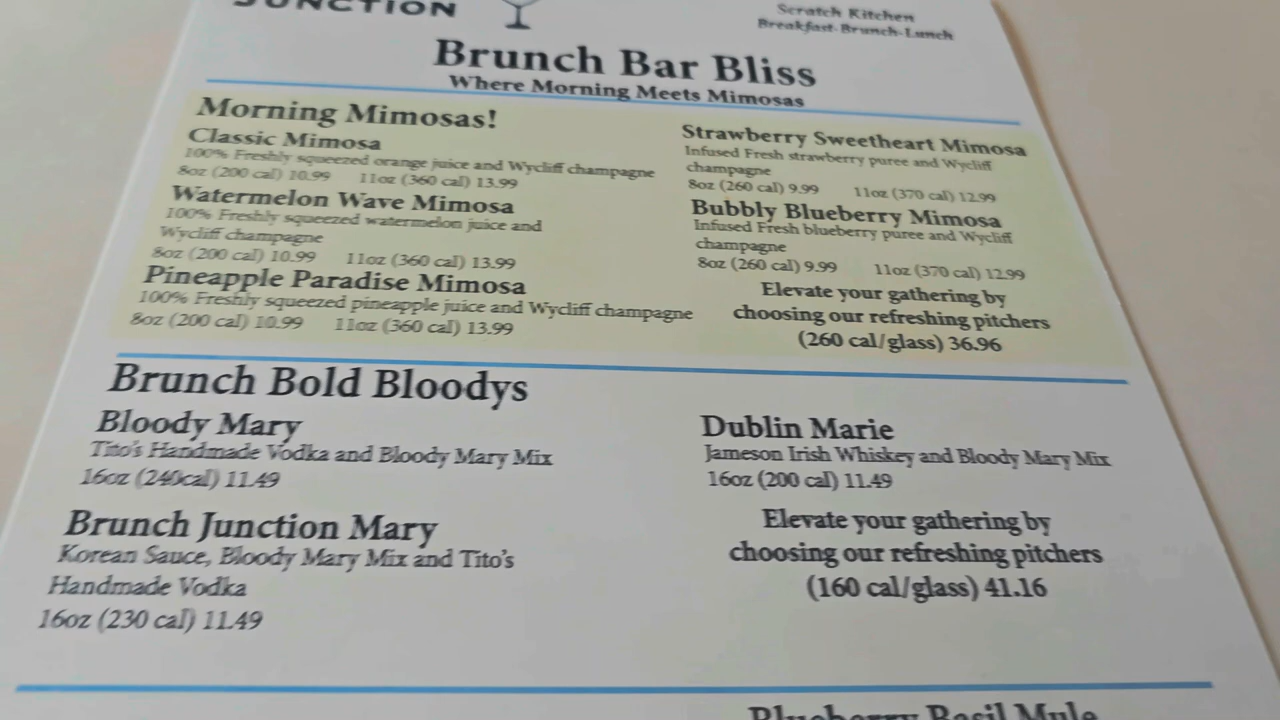 JUNCTION
Scratch Kitchen
Breakfast-Brunch-Lunch
Brunch Bar Bliss
Where Morning Meets Mimosas
Morning Mimosas!
Classic Mimosa
100% Freshly squeezed orange juice and Wycliff champagne
8oz (200 cal) 10.99 11oz (360 cal) 13.99
Watermelon Wave Mimosa
100% Freshly squeezed watermelon juice and
Wycliff champagne
8oz (200 cal) 10.99 11oz (360 cal) 13.99
Pineapple Paradise Mimosa
100% Freshly squeezed pineapple juice and Wycliff champagne
8oz (200 cal) 10.99 11oz (360 cal) 13.99
Strawberry Sweetheart Mimosa
Infused Fresh strawberry puree and Wycliff
champagne
8oz (260 cal) 9.99 11oz (370 cal) 12.99
Bubbly Blueberry Mimosa
Infused Fresh blueberry puree and Wycliff
champagne
8oz (260 cal) 9.99 11oz (370 cal) 12.99
Elevate your gathering by
choosing our refreshing pitchers
(260 cal/glass) 36.96
Brunch Bold Bloodys
Bloody Mary
Tito's Handmade Vodka and Bloody Mary Mix
16oz (240cal) 11.49
Brunch Junction Mary
Korean Sauce, Bloody Mary Mix and Tito's
Handmade Vodka
16oz (230 cal) 11.49
Dublin Marie
Jameson Irish Whiskey and Bloody Mary Mix
16oz (200 cal) 11.49
Elevate your gathering by
choosing our refreshing pitchers
(160 cal/glass) 41.16
Blueberry Basil Mule